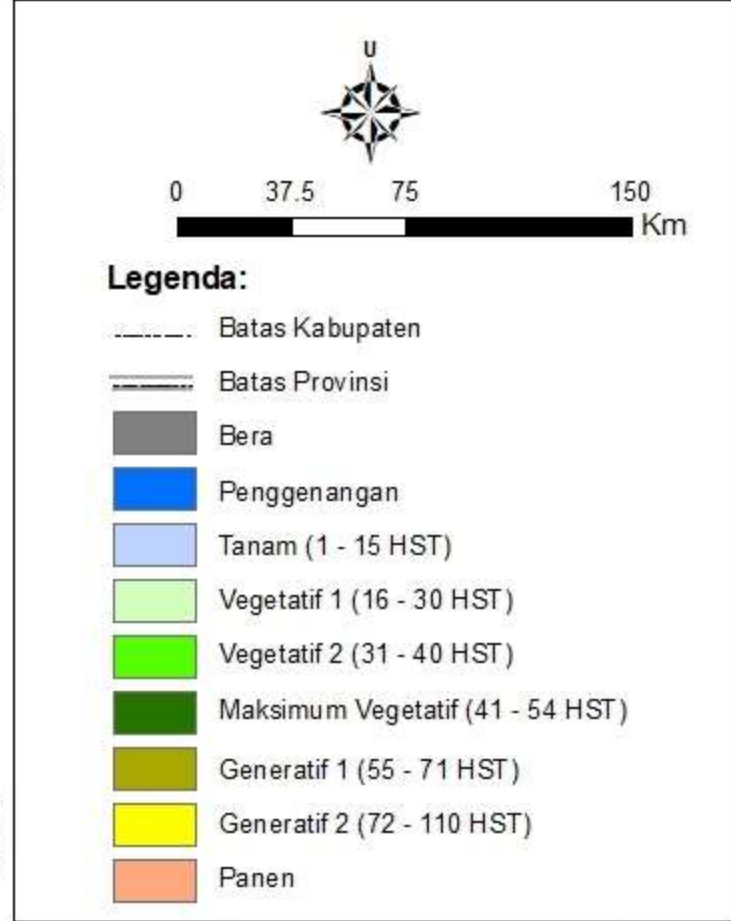 U
0 37.5 75 150
Km
Legenda:
Batas Kabupaten
Batas Provinsi
Bera
Penggenangan
Tanam (1 - 15 HST)
Vegetatif 1 (16 - 30 HST)
Vegetatif 2 (31 - 40 HST)
Maksimum Vegetatif (41 - 54 HST)
Generatif 1 (55 - 71 HST)
Generatif 2 (72 - 110 HST)
Panen